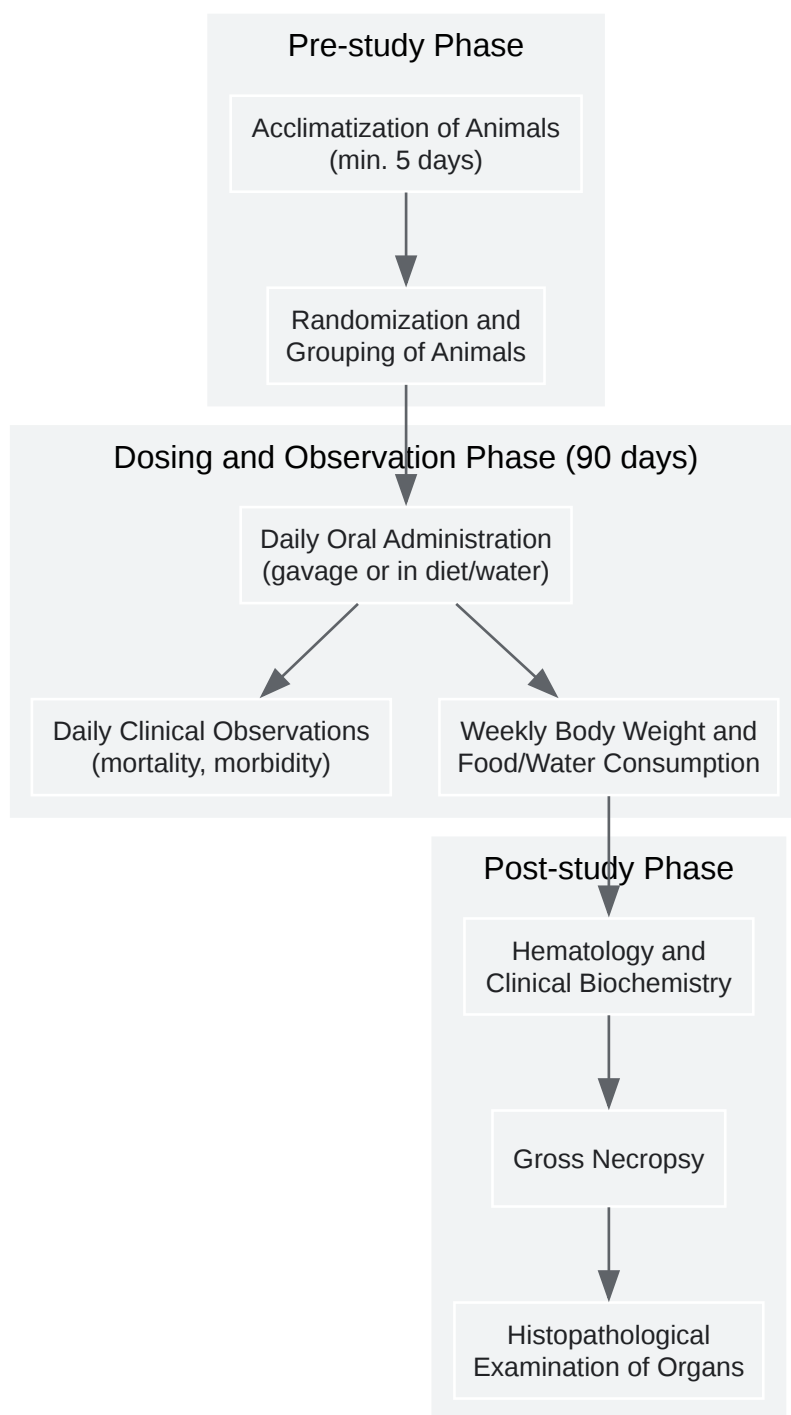 Pre-study Phase
Acclimatization of Animals
(min. 5 days)
Randomization and
Grouping of Animals
Dosing and Observation Phase (90 days)
Daily Oral Administration
(gavage or in diet/water)
Daily Clinical Observations
(mortality, morbidity)
Weekly Body Weight and
Food/Water Consumption
Post-study Phase
Hematology and
Clinical Biochemistry
Gross Necropsy
Histopathological
Examination of Organs